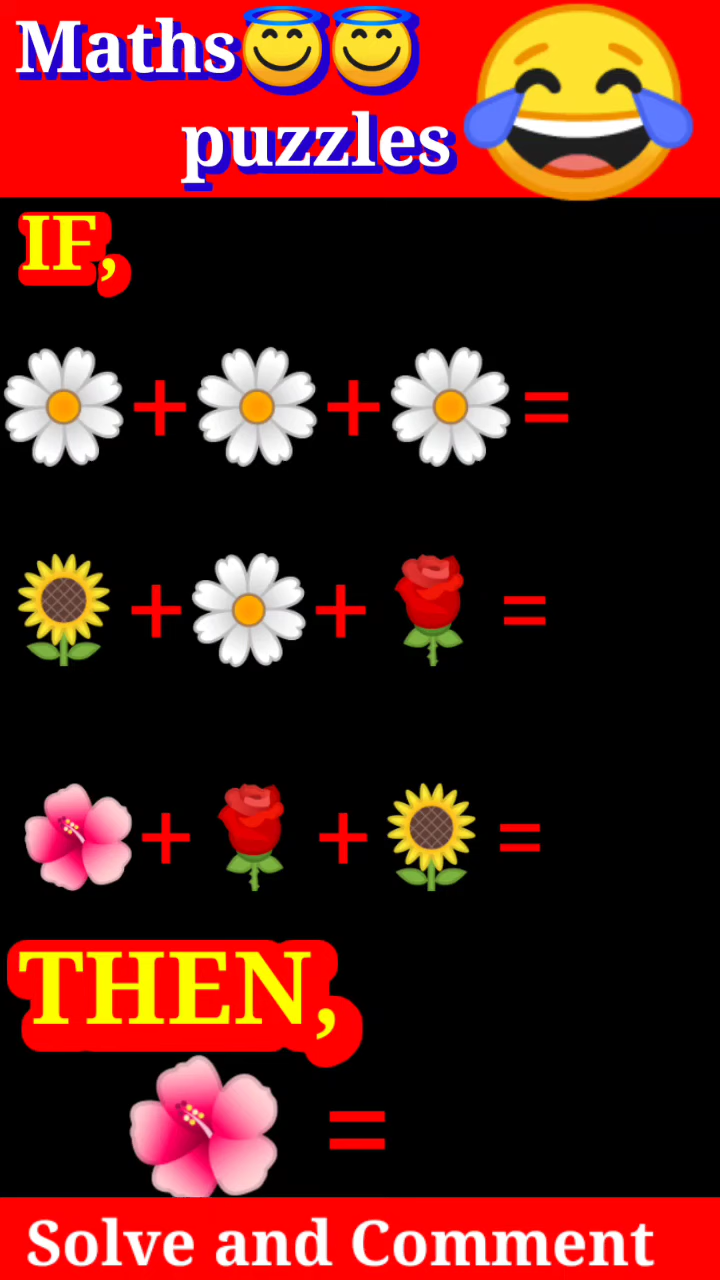 Maths😇😇
puzzles
IF,
🌼+🌼+🌼=
🌻+🌼+🌹=
🌺+🌹+🌻=
THEN,
🌺=
Solve and Comment